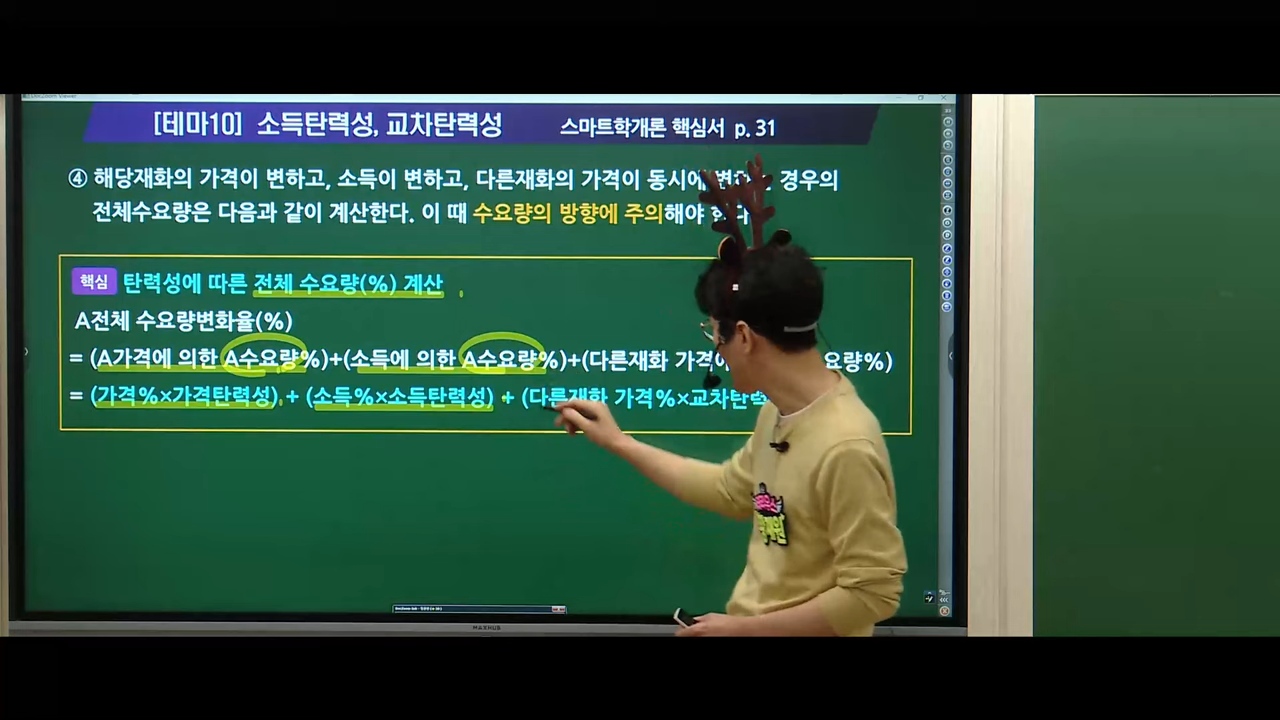 [테마10] 소득탄력성, 교차탄력성 스마트학개론 핵심서 p. 31
④ 해당재화의 가격이 변하고, 소득이 변하고, 다른재화의 가격이 동시에 경우의
전체수요량은 다음과 같이 계산한다. 이 때 수요량의 방향에 주의해야
핵심 탄력성에 따른 전체 수요량(%) 계산
A전체 수요량변화율(%)
= (A가격에 의한 A수요량%)+(소득에 의한 A수요량%)+(다른재화 요량%)
= (가격%×가격탄력성) + (소득%×소득탄력성) + (다른재화 가격%×교차탄력
MAXHUB